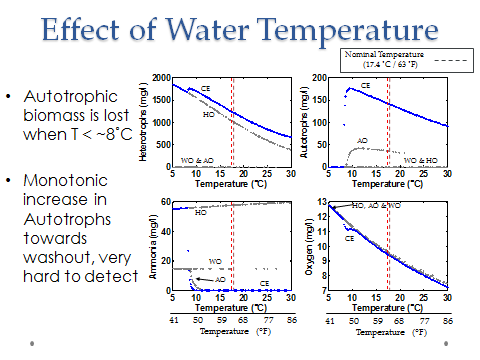 Effect of Water Temperature
Nominal Temperature
(17.4 ˚C / 63 ˚F)
• Autotrophic
biomass is lost
when T < ~8˚C
• Monotonic
increase in
Autotrophs
towards
washout, very
hard to detect
Heterotrophs (mg/l)
2000
1500
1000
500
0
CE
HO
WO & AO
5 10 15 20 25 30
Temperature (°C)
Autotrophs (mg/l)
200
150
100
50
0
CE
AO
WO & HO
5 10 15 20 25 30
Temperature (°C)
Ammonia (mg/l)
60
40
20
0
HO
WO
AO
CE
5 10 15 20 25 30
Temperature (°C)
41 50 59 68 77 86
Temperature (°F)
Oxygen (mg/l)
13
12
11
10
9
8
7
HO, AO & WO
CE
5 10 15 20 25 30
Temperature (°C)
41 50 59 68 77 86
Temperature (°F)